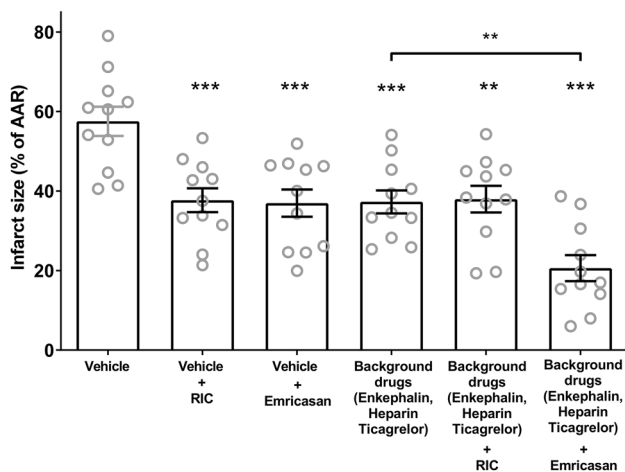 **
80
*** *** *** ** ***
60
40
20
0
Infarct size (% of AAR)
Vehicle
Vehicle
+
RIC
Vehicle
+
Emricasan
Background
drugs
(Enkephalin,
Heparin
Ticagrelor)
Background
drugs
(Enkephalin,
Heparin
Ticagrelor)
+
RIC
Background
drugs
(Enkephalin,
Heparin
Ticagrelor)
+
Emricasan